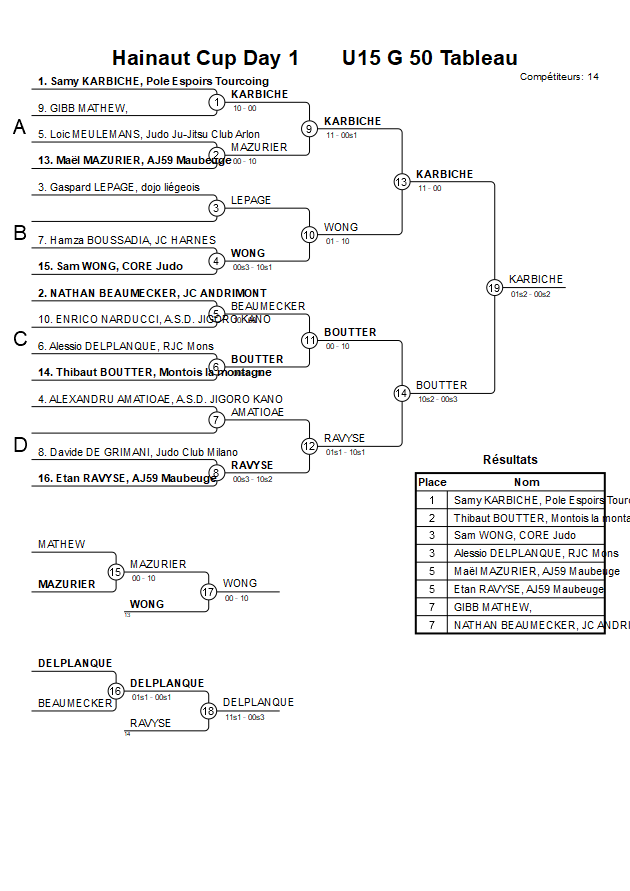 Hainaut Cup Day 1 U15 G 50 Tableau
Compétiteurs: 14
1. Samy KARBICHE, Pole Espoirs Tourcoing
KARBICHE
1
10 - 00
9. GIBB MATHEW,
A
KARBICHE
9
11 - 00s1
5. Loic MEULEMANS, Judo Ju-Jitsu Club Arlon
MAZURIER
2
00 - 10
13. Maël MAZURIER, AJ59 Maubeuge
KARBICHE
13
11 - 00
3. Gaspard LEPAGE, dojo liégeois
LEPAGE
3
B
WONG
10
01 - 10
7. Hamza BOUSSADIA, JC HARNES
WONG
4
00s3 - 10s1
15. Sam WONG, CORE Judo
KARBICHE
19
01s2 - 00s2
2. NATHAN BEAUMECKER, JC ANDRIMONT
BEAUMECKER
5
10. ENRICO NARDUCCI, A.S.D. JIGORO KANO
C
BOUTTER
11
00 - 10
6. Alessio DELPLANQUE, RJC Mons
BOUTTER
6
14. Thibaut BOUTTER, Montois la montagne
BOUTTER
14
10s2 - 00s3
4. ALEXANDRU AMATIOAE, A.S.D. JIGORO KANO
AMATIOAE
7
D
RAVYSE
12
01s1 - 10s1
8. Davide DE GRIMANI, Judo Club Milano
RAVYSE
8
00s3 - 10s2
16. Etan RAVYSE, AJ59 Maubeuge
Résultats
Place Nom
1 Samy KARBICHE, Pole Espoirs Tour
2 Thibaut BOUTTER, Montois la monta
3 Sam WONG, CORE Judo
3 Alessio DELPLANQUE, RJC Mons
5 Maël MAZURIER, AJ59 Maubeuge
5 Etan RAVYSE, AJ59 Maubeuge
7 GIBB MATHEW,
7 NATHAN BEAUMECKER, JC ANDRI
MATHEW
MAZURIER
15
00 - 10
MAZURIER
WONG
17
00 - 10
WONG
13
DELPLANQUE
DELPLANQUE
16
01s1 - 00s1
BEAUMECKER
DELPLANQUE
18
11s1 - 00s3
RAVYSE
14